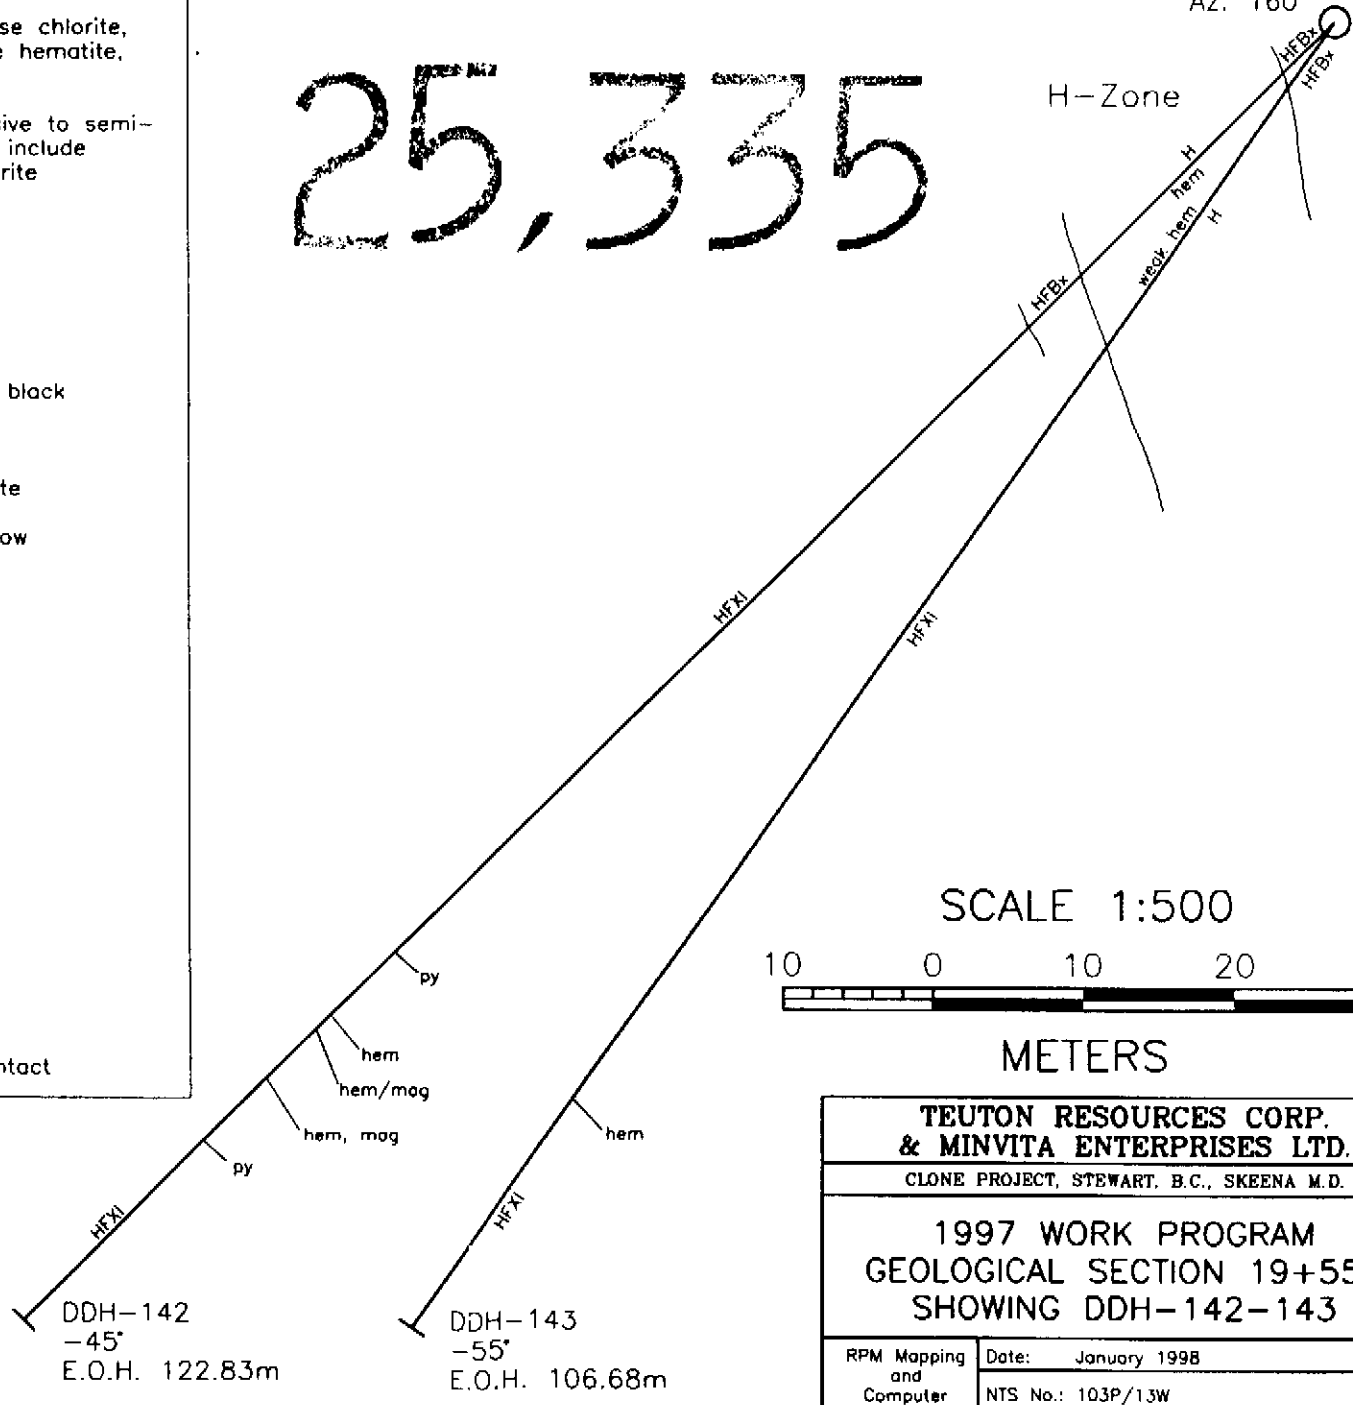 se chlorite,
e hematite,
ive to semi-
include
rite
black
te
ow
ntact
25,335
AZ. 160
HFBx
HFBx
H-Zone
H
hem
weak hem
H
HFBx
HFXI
HFXI
py
hem
hem/mag
hem, mag
py
hem
HFXI
HFXI
DDH-142
-45°
E.O.H. 122.83m
DDH-143
-55°
E.O.H. 106.68m
SCALE 1:500
10 0 10 20
METERS
TEUTON RESOURCES CORP.
& MINVITA ENTERPRISES LTD.
CLONE PROJECT, STEWART, B.C., SKEENA M.D.
1997 WORK PROGRAM
GEOLOGICAL SECTION 19+55
SHOWING DDH-142-143
RPM Mapping
and
Computer
Date: January 1998
NTS No.: 103P/13W